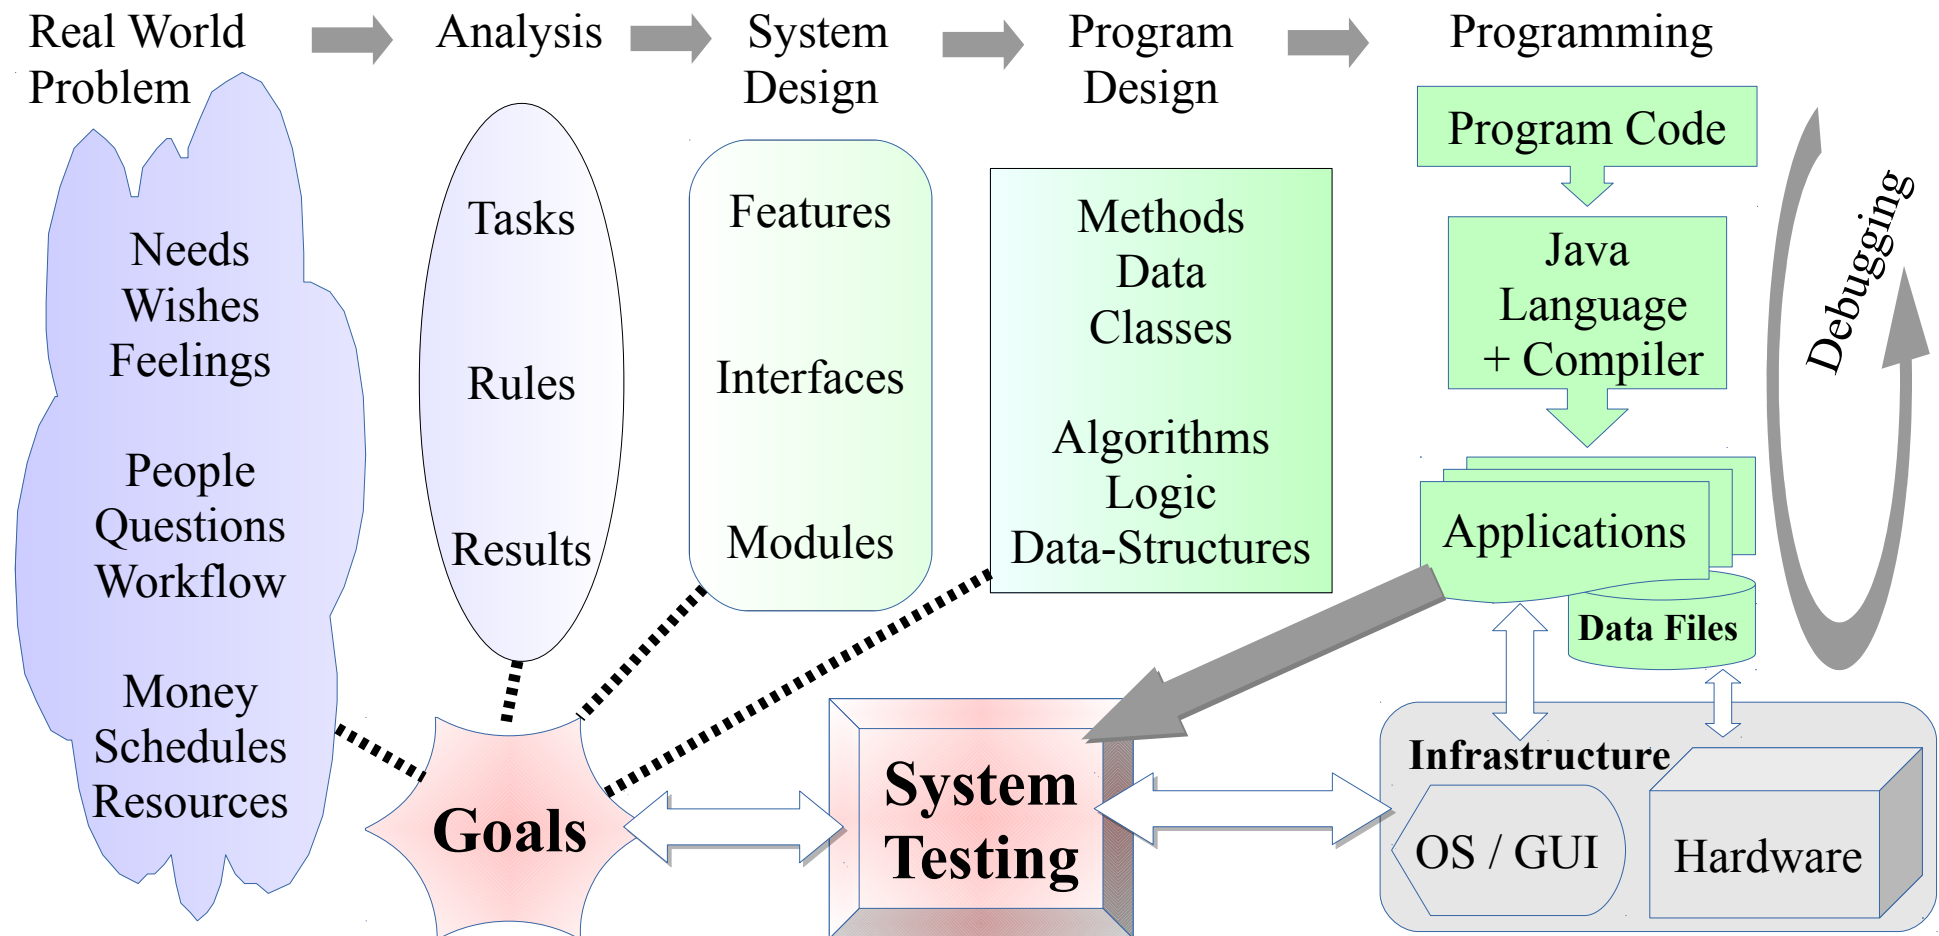 Real World
Problem
Analysis
System
Design
Program
Design
Programming
Needs
Wishes
Feelings
People
Questions
Workflow
Money
Schedules
Resources
Tasks
Rules
Results
Features
Interfaces
Modules
Methods
Data
Classes
Algorithms
Logic
Data-Structures
Program Code
Java
Language
+ Compiler
Applications
Data Files
Debugging
Goals
System
Testing
Infrastructure
OS / GUI
Hardware